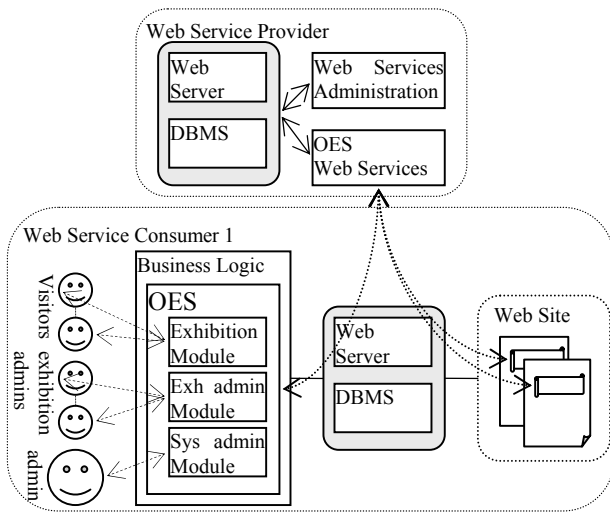 Web Service Provider
Web
Server
DBMS
Web Services
Administration
OES
Web Services
Web Service Consumer 1
Visitors
exhibition
admins
admin
Business Logic
OES
Exhibition
Module
Exh admin
Module
Sys admin
Module
Web
Server
DBMS
Web Site